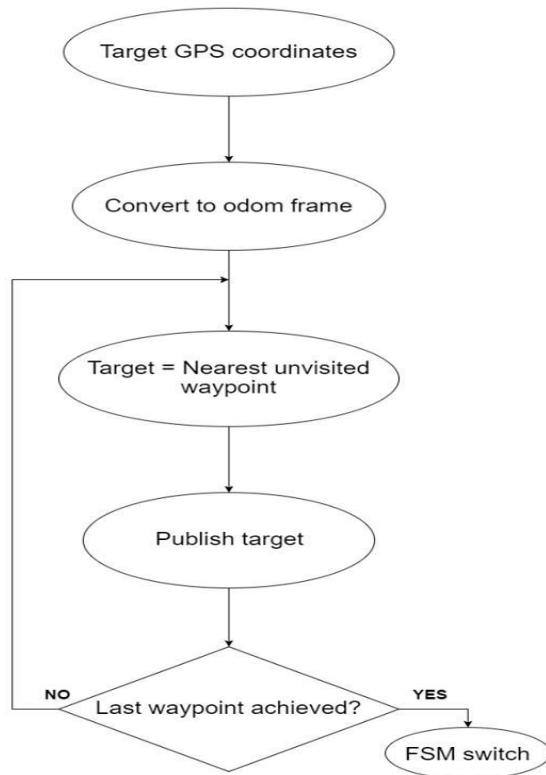 Target GPS coordinates
Convert to odom frame
Target = Nearest unvisited
waypoint
Publish target
Last waypoint achieved?
NO
YES
FSM switch